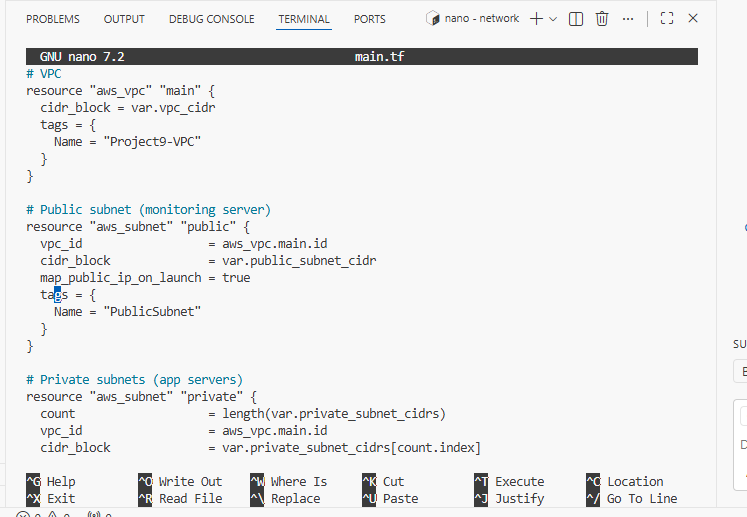 PROBLEMS OUTPUT DEBUG CONSOLE TERMINAL PORTS nano - network
GNU nano 7.2 main.tf
# VPC
resource "aws_vpc" "main" {
  cidr_block = var.vpc_cidr
  tags = {
    Name = "Project9-VPC"
  }
}

# Public subnet (monitoring server)
resource "aws_subnet" "public" {
  vpc_id                  = aws_vpc.main.id
  cidr_block              = var.public_subnet_cidr
  map_public_ip_on_launch = true
  tags = {
    Name = "PublicSubnet"
  }
}

# Private subnets (app servers)
resource "aws_subnet" "private" {
  count                   = length(var.private_subnet_cidrs)
  vpc_id                  = aws_vpc.main.id
  cidr_block              = var.private_subnet_cidrs[count.index]

^G Help ^O Write Out ^W Where Is ^K Cut ^T Execute ^C Location
^X Exit ^R Read File ^\ Replace ^U Paste ^J Justify ^/ Go To Line
SU